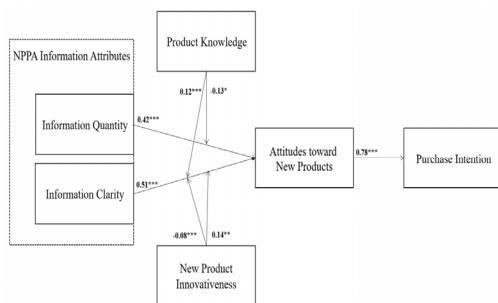 Product Knowledge
NPPA Information Attributes
0.12***
-0.13*
Information Quantity
0.42***
Attitudes toward
New Products
0.78***
Purchase Intention
Information Clarity
0.51***
-0.08***
0.14**
New Product
Innovativeness